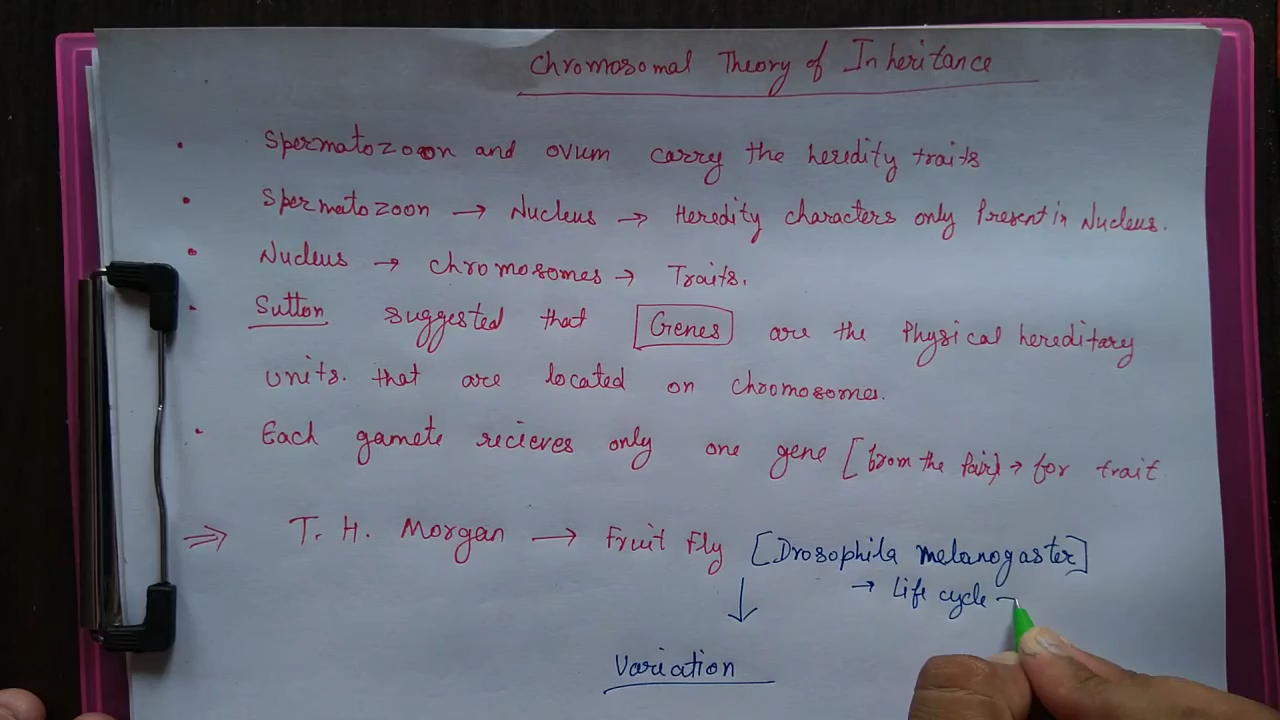 Chromosomal Theory of Inheritance
• Spermatozoon and ovum carry the heredity traits
• Spermatozoon → Nucleus → Heredity characters only Present in Nucleus.
• Nucleus → chromosomes → Traits.
• Sutton suggested that Genes are the Physical hereditary
units. that are located on chromosomes.
• Each gamete recieves only one gene [from the pair] → for trait
⇒ T. H. Morgan → Fruit Fly [Drosophila melanogaster]
→ Life cycle →
↓
Variation